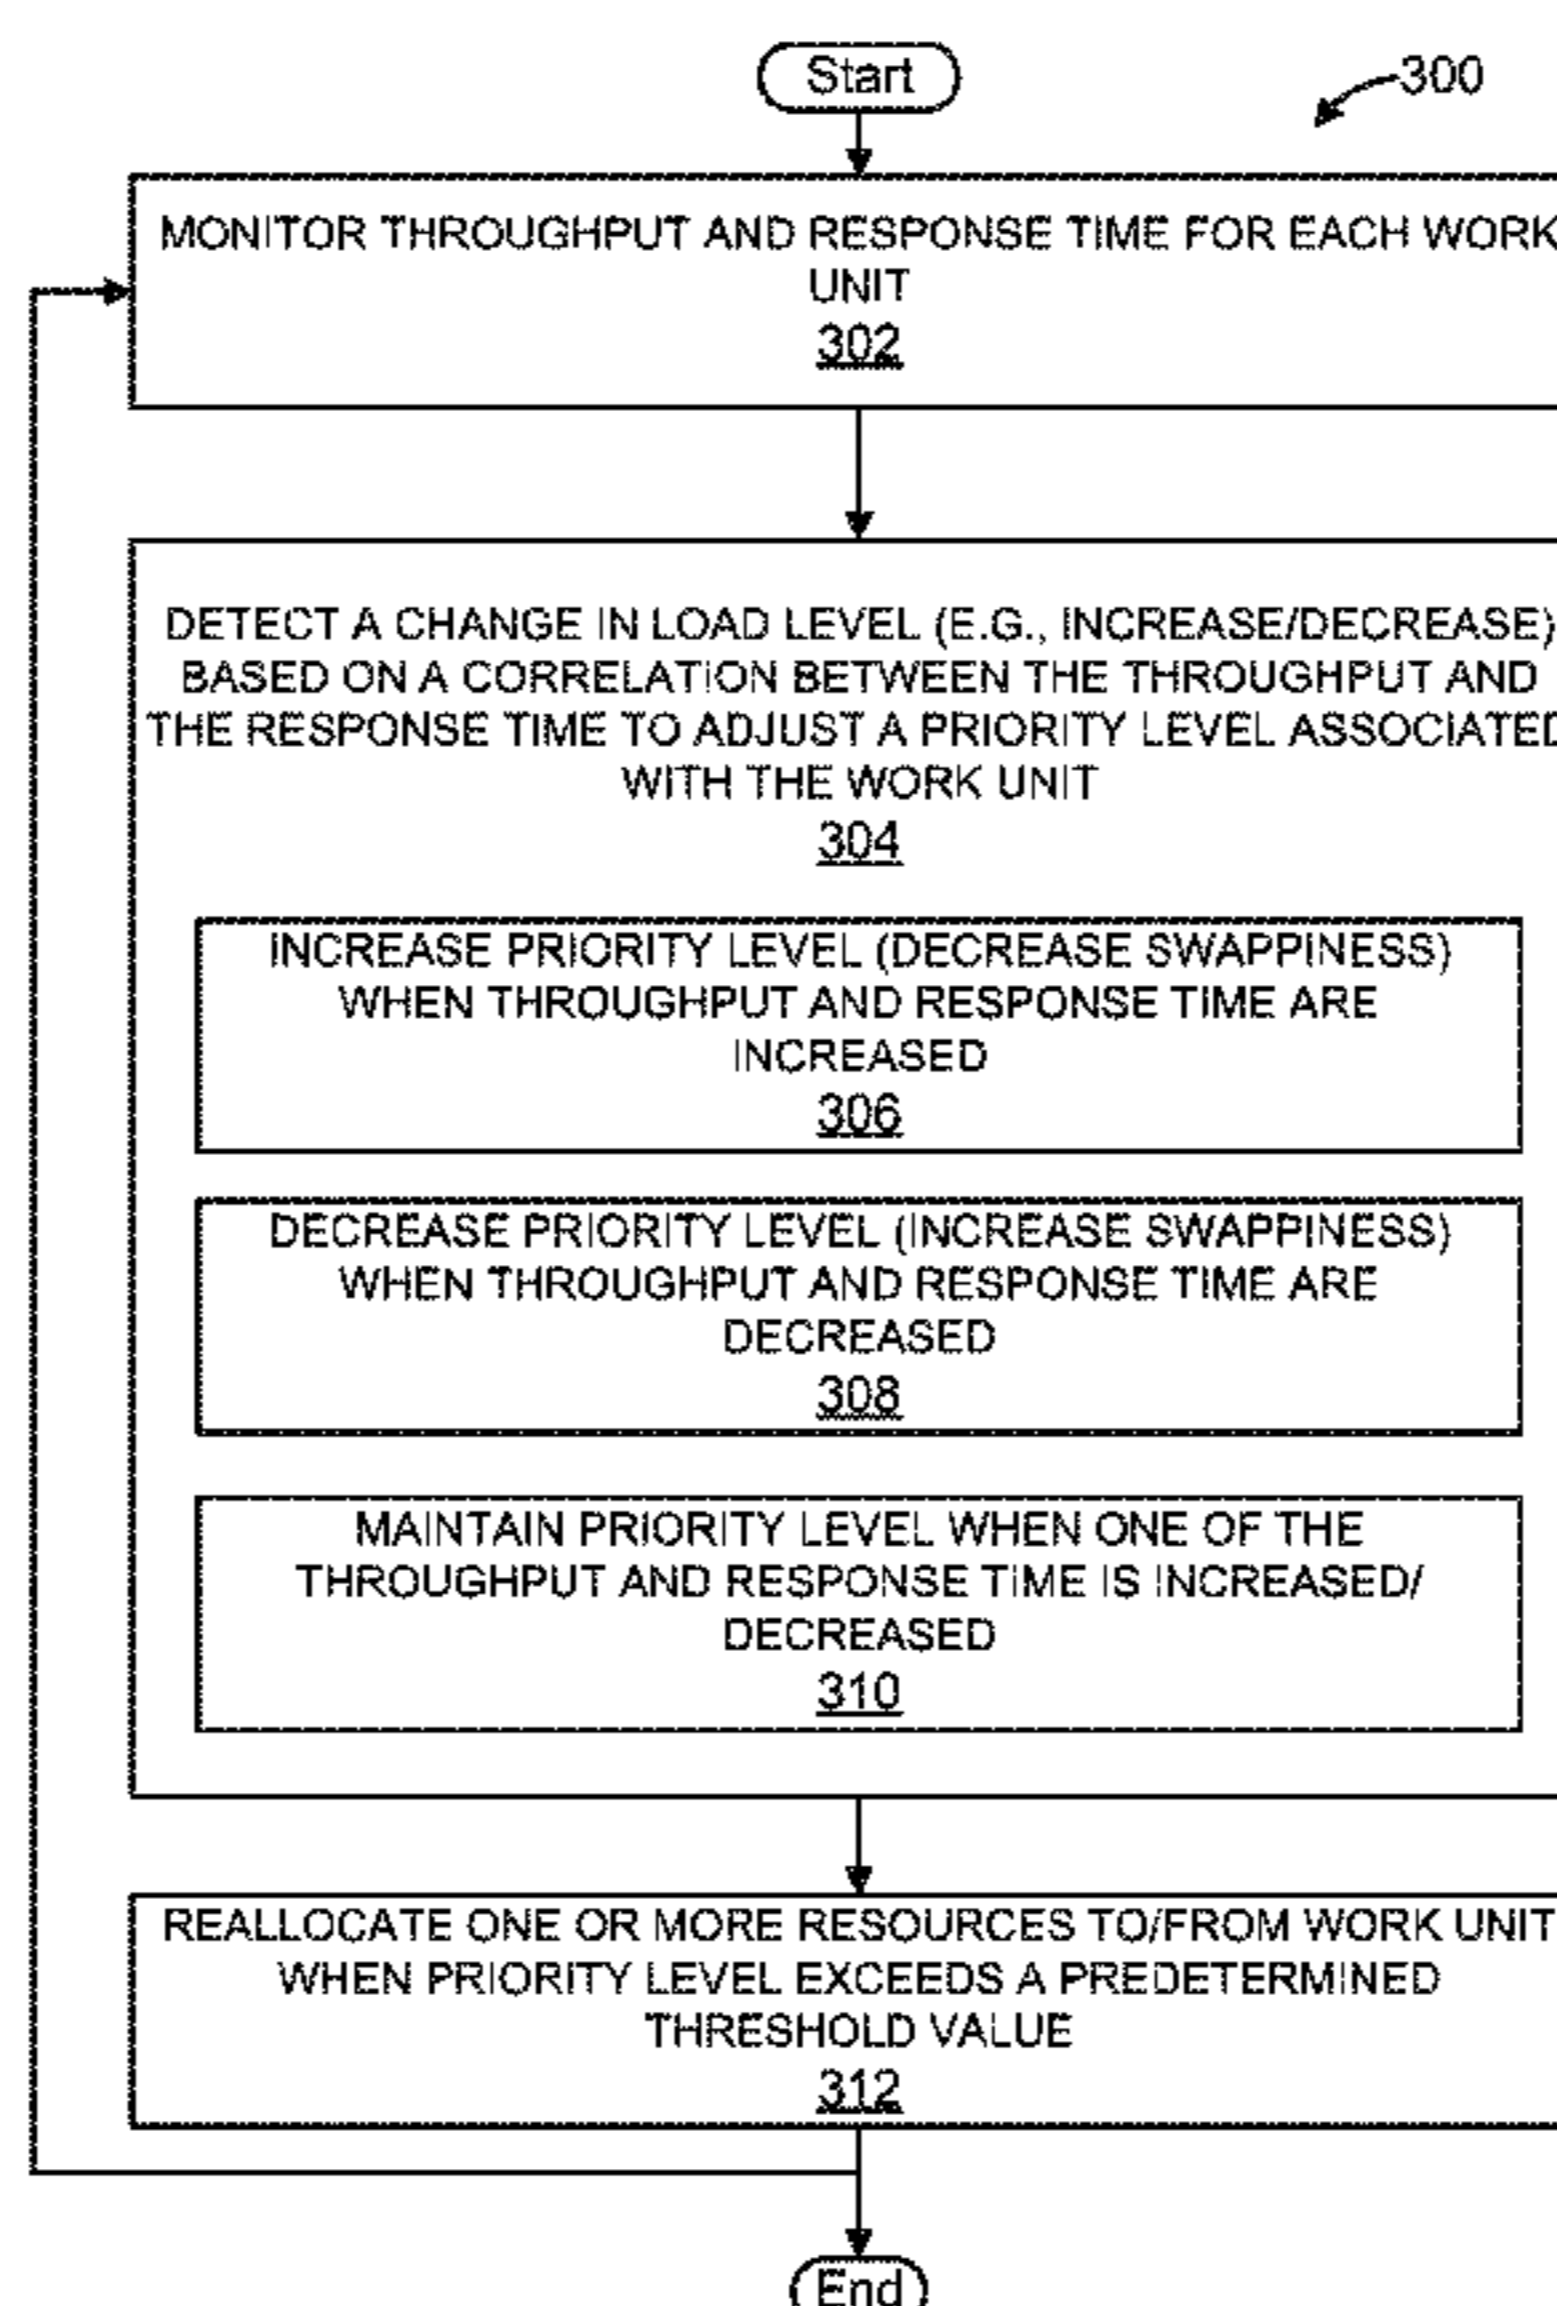 Start
300
MONITOR THROUGHPUT AND RESPONSE TIME FOR EACH WORK
UNIT
302
DETECT A CHANGE IN LOAD LEVEL (E.G., INCREASE/DECREASE)
BASED ON A CORRELATION BETWEEN THE THROUGHPUT AND
THE RESPONSE TIME TO ADJUST A PRIORITY LEVEL ASSOCIATED
WITH THE WORK UNIT
304
INCREASE PRIORITY LEVEL (DECREASE SWAPPINESS)
WHEN THROUGHPUT AND RESPONSE TIME ARE
INCREASED
306
DECREASE PRIORITY LEVEL (INCREASE SWAPPINESS)
WHEN THROUGHPUT AND RESPONSE TIME ARE
DECREASED
308
MAINTAIN PRIORITY LEVEL WHEN ONE OF THE
THROUGHPUT AND RESPONSE TIME IS INCREASED/
DECREASED
310
REALLOCATE ONE OR MORE RESOURCES TO/FROM WORK UNIT
WHEN PRIORITY LEVEL EXCEEDS A PREDETERMINED
THRESHOLD VALUE
312
End